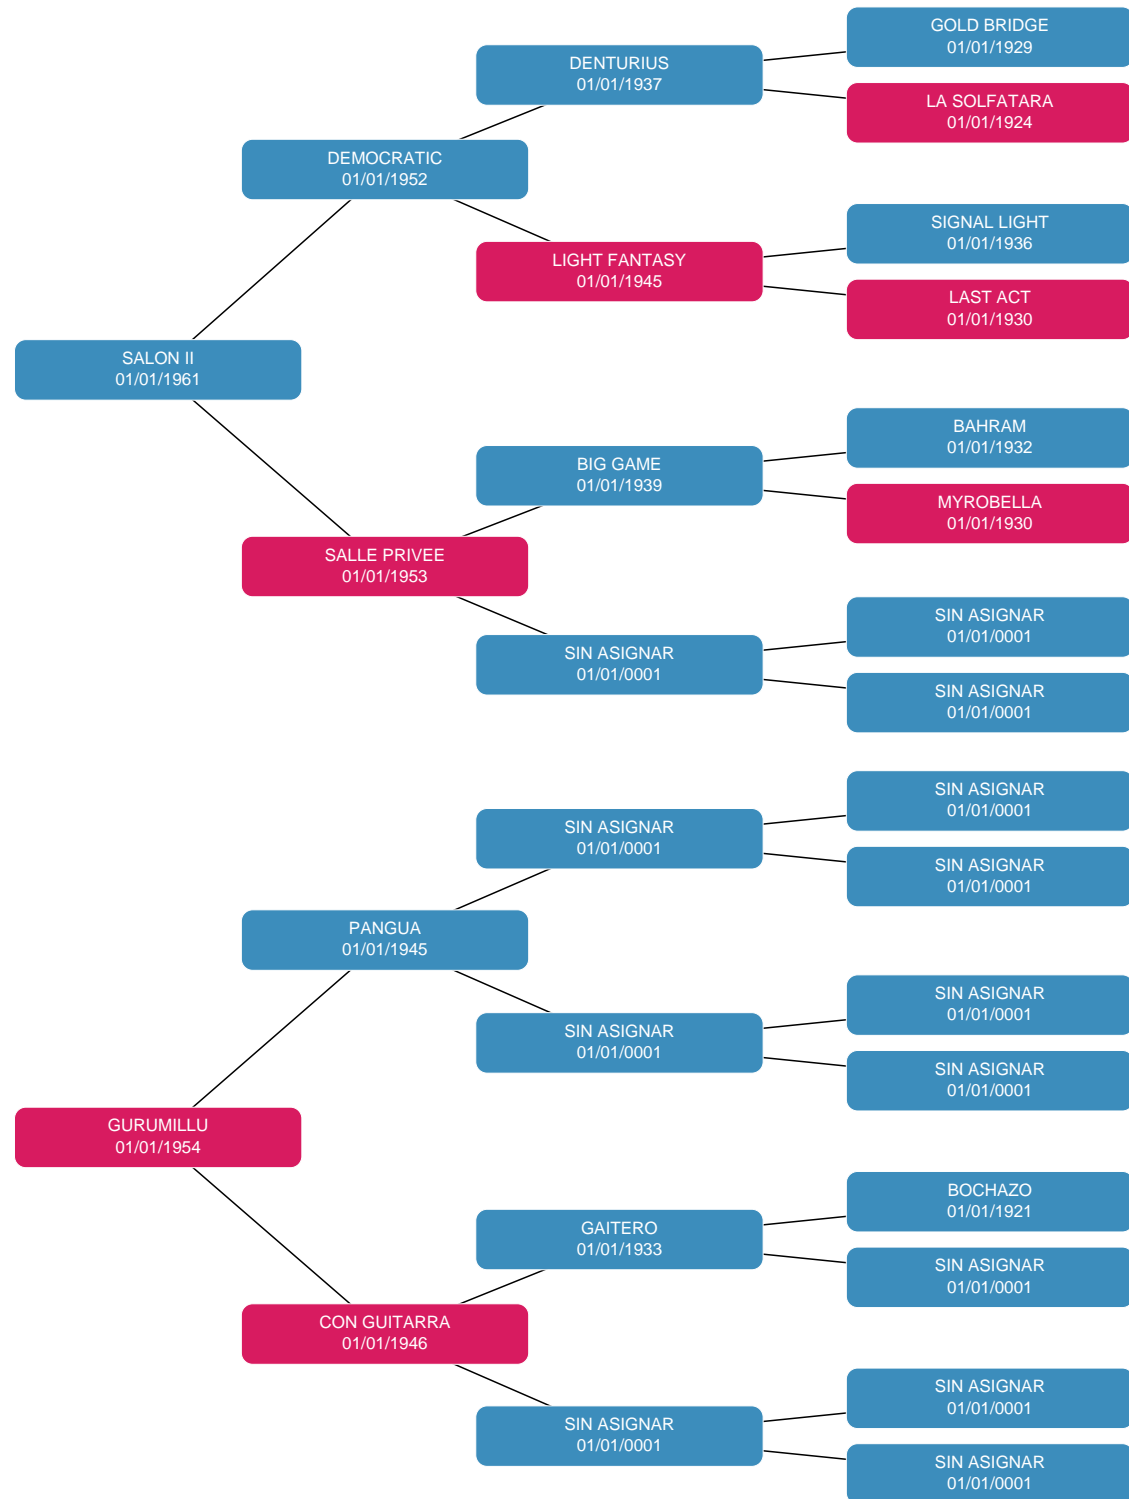 GOLD BRIDGE
01/01/1929
DENTURIUS
01/01/1937
LA SOLFATARA
01/01/1924
DEMOCRATIC
01/01/1952
SIGNAL LIGHT
01/01/1936
LIGHT FANTASY
01/01/1945
LAST ACT
01/01/1930
SALON II
01/01/1961
BAHRAM
01/01/1932
BIG GAME
01/01/1939
MYROBELLA
01/01/1930
SALLE PRIVEE
01/01/1953
SIN ASIGNAR
01/01/0001
SIN ASIGNAR
01/01/0001
SIN ASIGNAR
01/01/0001
SIN ASIGNAR
01/01/0001
SIN ASIGNAR
01/01/0001
SIN ASIGNAR
01/01/0001
PANGUA
01/01/1945
SIN ASIGNAR
01/01/0001
SIN ASIGNAR
01/01/0001
SIN ASIGNAR
01/01/0001
GURUMILLU
01/01/1954
BOCHAZO
01/01/1921
GAITERO
01/01/1933
SIN ASIGNAR
01/01/0001
CON GUITARRA
01/01/1946
SIN ASIGNAR
01/01/0001
SIN ASIGNAR
01/01/0001
SIN ASIGNAR
01/01/0001